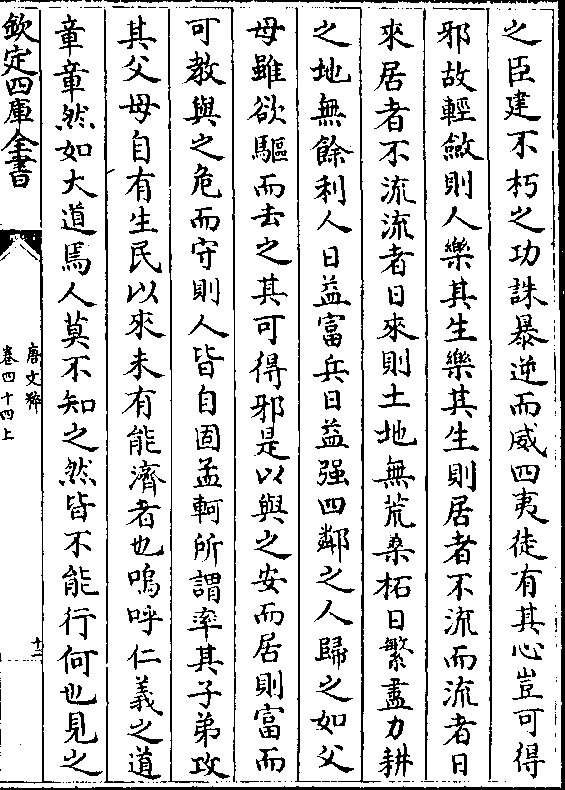 之臣建不朽之功誅暴逆而威四夷徒有其心豈可得
邪故輕斂則人樂其生樂其生則居者不流而流者日
來居者不流流者日來則土地無荒桑柘日繁盡力耕
之地無餘利人日益富兵日益强四鄰之人歸之如父
母雖欲驅而去之其可得邪是以與之安而居則富而
可教與之危而守則人皆自固孟軻所謂率其子弟攻
其父母自有生民以來未有能濟者也嗚呼仁義之道
章章然如大道焉人莫不知之然皆不能行何也見之
欽定四庫全書
唐文粹
卷四十四上
十二